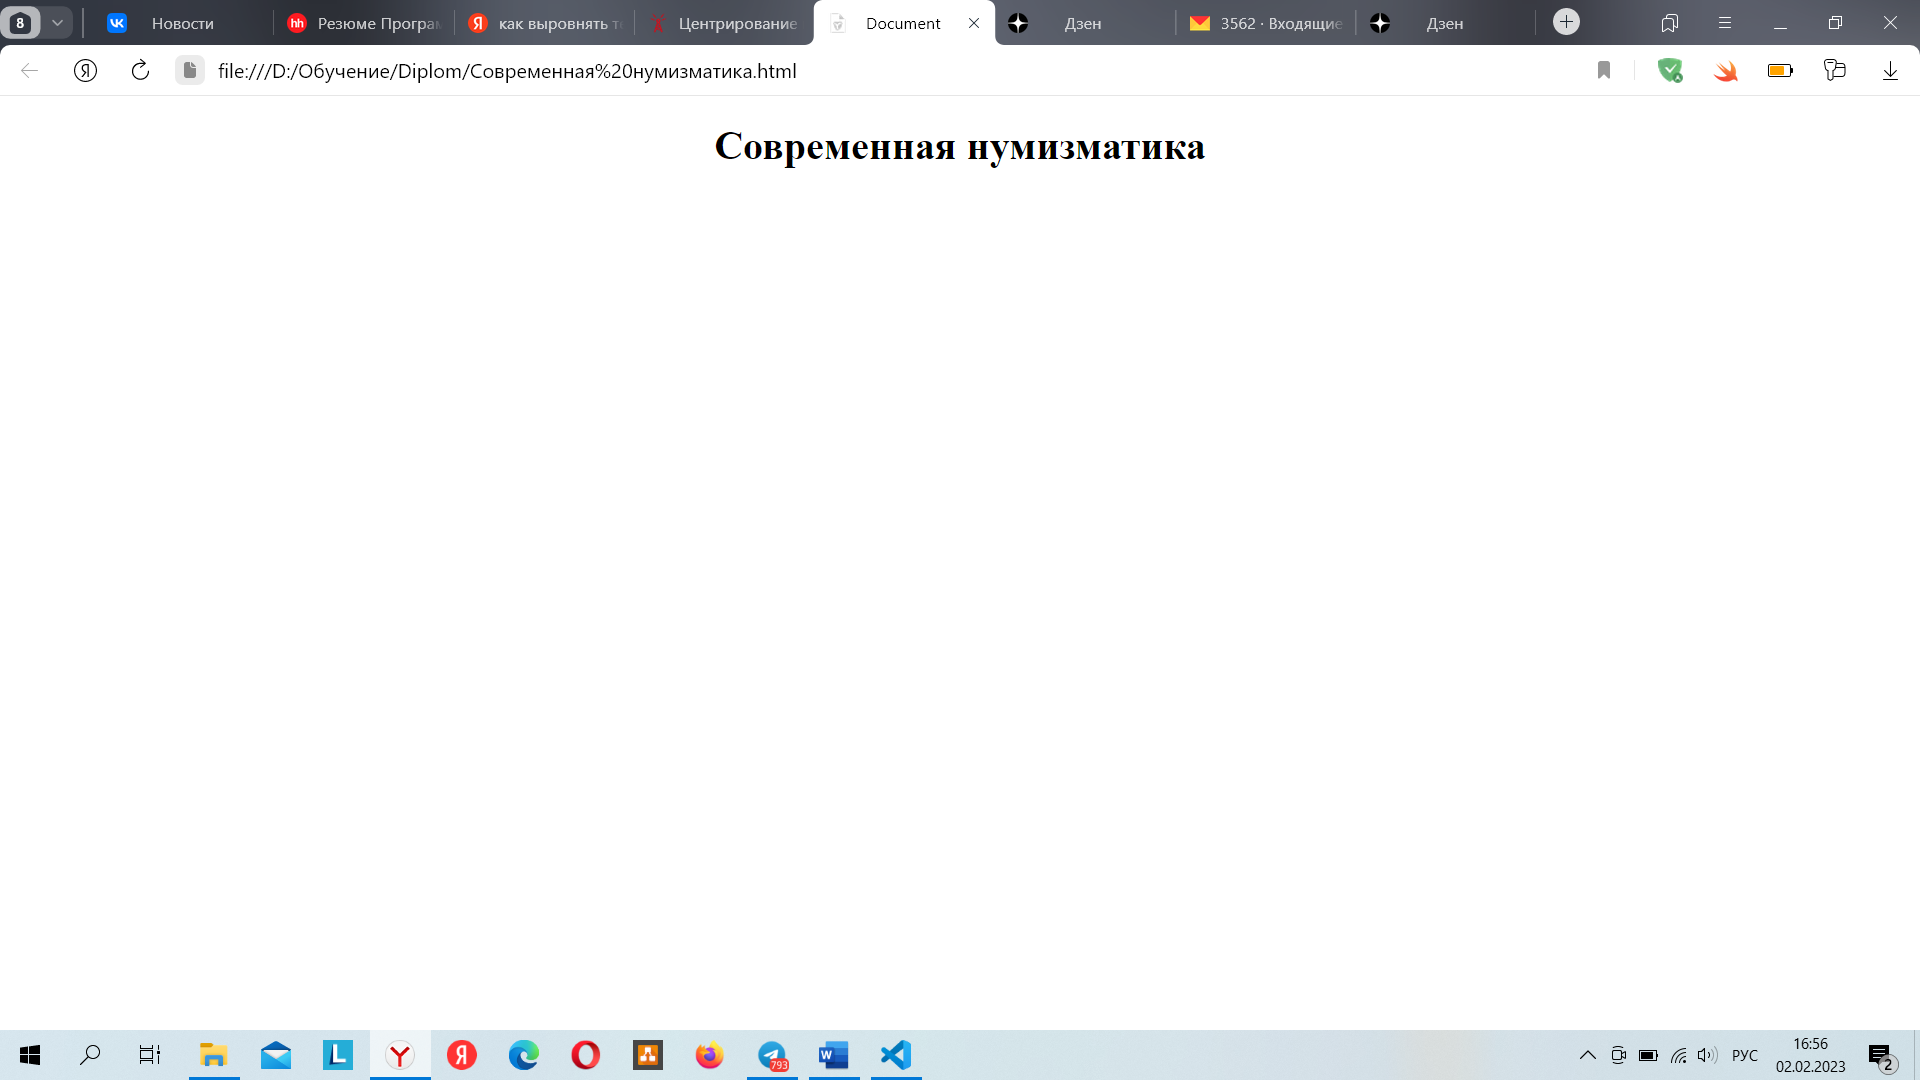 8
Новости
Резюме Програм
как выровнять т
Центрирование
Document
Дзен
3562 · Входящие
Дзен
file:///D:/Обучение/Diplom/Современная%20нумизматика.html
Современная нумизматика
793
РУС
16:56
02.02.2023
2